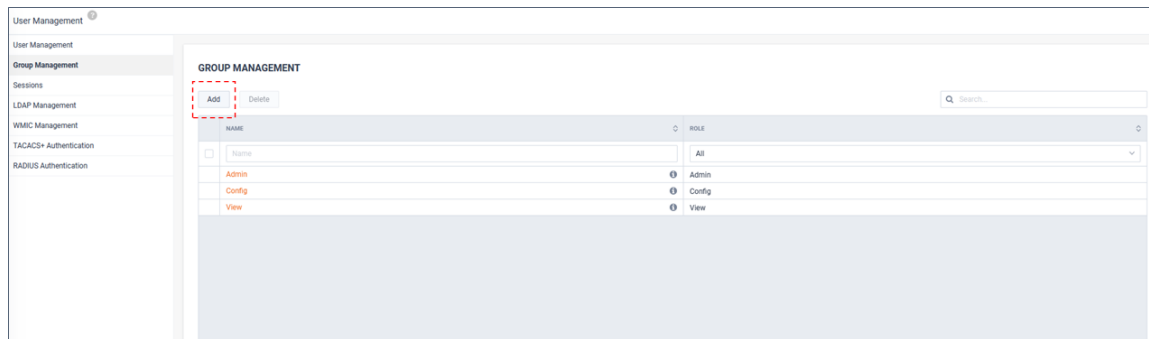 User Management ?
User Management
Group Management
Sessions
LDAP Management
WMIC Management
TACACS+ Authentication
RADIUS Authentication
GROUP MANAGEMENT
Add Delete Search...
NAME ROLE
Name All
Admin Admin
Config Config
View View